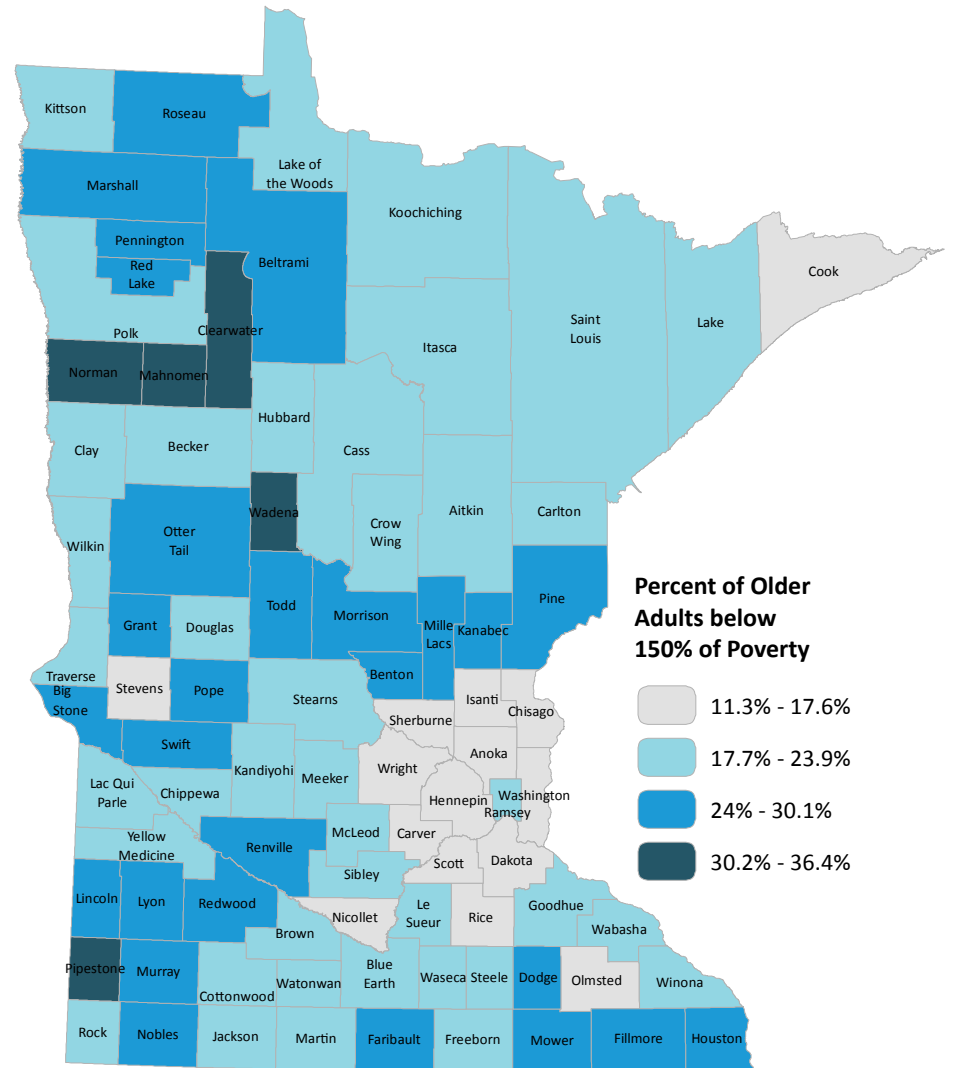 Kittson
Roseau
Lake of
the Woods
Marshall
Koochiching
Pennington
Beltrami
Red
Lake
Cook
Saint
Louis
Lake
Polk
Clearwater
Itasca
Norman
Mahnomen
Hubbard
Clay
Becker
Cass
Wadena
Aitkin
Carlton
Crow
Wing
Otter
Tail
Wilkin
Todd
Morrison
Mille
Lacs
Kanabec
Pine
Grant
Douglas
Traverse
Big
Stone
Stevens
Pope
Benton
Stearns
Isanti
Chisago
Sherburne
Swift
Anoka
Kandiyohi
Meeker
Wright
Lac Qui
Parle
Chippewa
Hennepin
Washington
Ramsey
Yellow
Medicine
Renville
McLeod
Carver
Scott
Dakota
Sibley
Lincoln
Lyon
Redwood
Nicollet
Le
Sueur
Rice
Goodhue
Brown
Wabasha
Pipestone
Murray
Cottonwood
Watonwan
Blue
Earth
Waseca
Steele
Dodge
Olmsted
Winona
Rock
Nobles
Jackson
Martin
Faribault
Freeborn
Mower
Fillmore
Houston
Percent of Older
Adults below
150% of Poverty
11.3% - 17.6%
17.7% - 23.9%
24% - 30.1%
30.2% - 36.4%